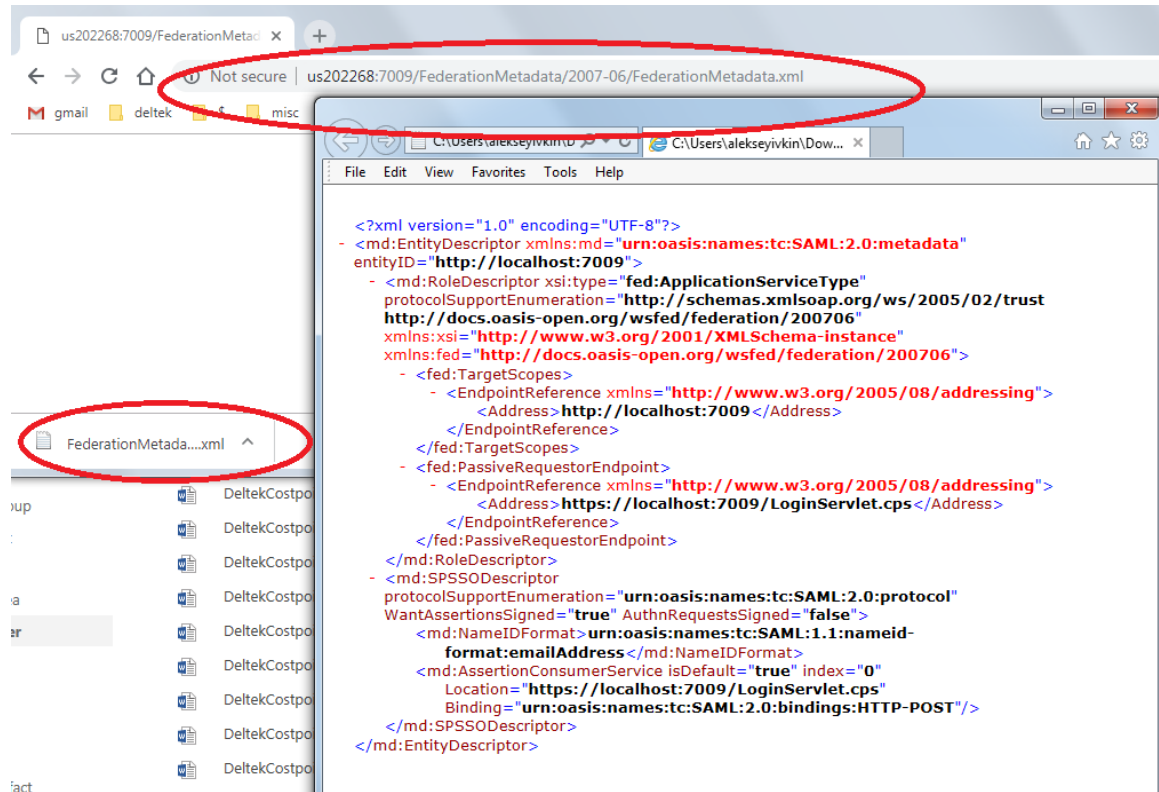 us202268:7009/FederationMetad
Not secure | us202268:7009/FederationMetadata/2007-06/FederationMetadata.xml
gmail deltek $ misc
C:\Users\alekseyivkin\D C:\Users\alekseyivkin\Dow...
File Edit View Favorites Tools Help
<?xml version="1.0" encoding="UTF-8"?>
- <md:EntityDescriptor xmlns:md="urn:oasis:names:tc:SAML:2.0:metadata"
entityID="http://localhost:7009">
- <md:RoleDescriptor xsi:type="fed:ApplicationServiceType"
protocolSupportEnumeration="http://schemas.xmlsoap.org/ws/2005/02/trust
http://docs.oasis-open.org/wsfed/federation/200706"
xmlns:xsi="http://www.w3.org/2001/XMLSchema-instance"
xmlns:fed="http://docs.oasis-open.org/wsfed/federation/200706">
- <fed:TargetScopes>
- <EndpointReference xmlns="http://www.w3.org/2005/08/addressing">
<Address>http://localhost:7009</Address>
</EndpointReference>
</fed:TargetScopes>
- <fed:PassiveRequestorEndpoint>
- <EndpointReference xmlns="http://www.w3.org/2005/08/addressing">
<Address>https://localhost:7009/LoginServlet.cps</Address>
</EndpointReference>
</fed:PassiveRequestorEndpoint>
</md:RoleDescriptor>
- <md:SPSSODescriptor
protocolSupportEnumeration="urn:oasis:names:tc:SAML:2.0:protocol"
WantAssertionsSigned="true" AuthnRequestsSigned="false">
<md:NameIDFormat>urn:oasis:names:tc:SAML:1.1:nameid-
format:emailAddress</md:NameIDFormat>
<md:AssertionConsumerService isDefault="true" index="0"
Location="https://localhost:7009/LoginServlet.cps"
Binding="urn:oasis:names:tc:SAML:2.0:bindings:HTTP-POST"/>
</md:SPSSODescriptor>
</md:EntityDescriptor>
FederationMetada....xml
DeltekCostpo
oup
DeltekCostpo
DeltekCostpo
DeltekCostpo
ea
er DeltekCostpo
DeltekCostpo
DeltekCostpo
DeltekCostpo
DeltekCostpo
fact